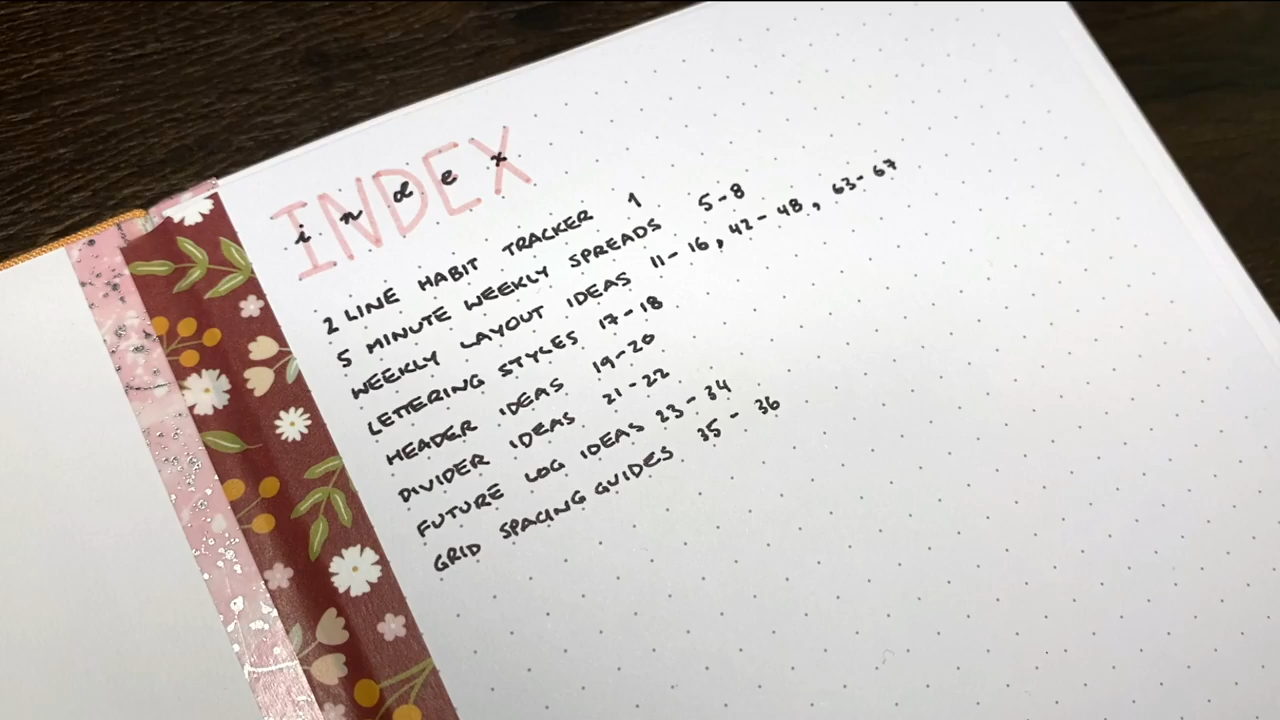 INDEX
index
2 LINE HABIT TRACKER 1
5 MINUTE WEEKLY SPREADS 5-8
WEEKLY LAYOUT IDEAS 11-16, 42-48, 63-67
LETTERING STYLES 17-18
HEADER IDEAS 19-20
DIVIDER IDEAS 21-22
FUTURE LOG IDEAS 23-34
GRID SPACING GUIDES 35-36